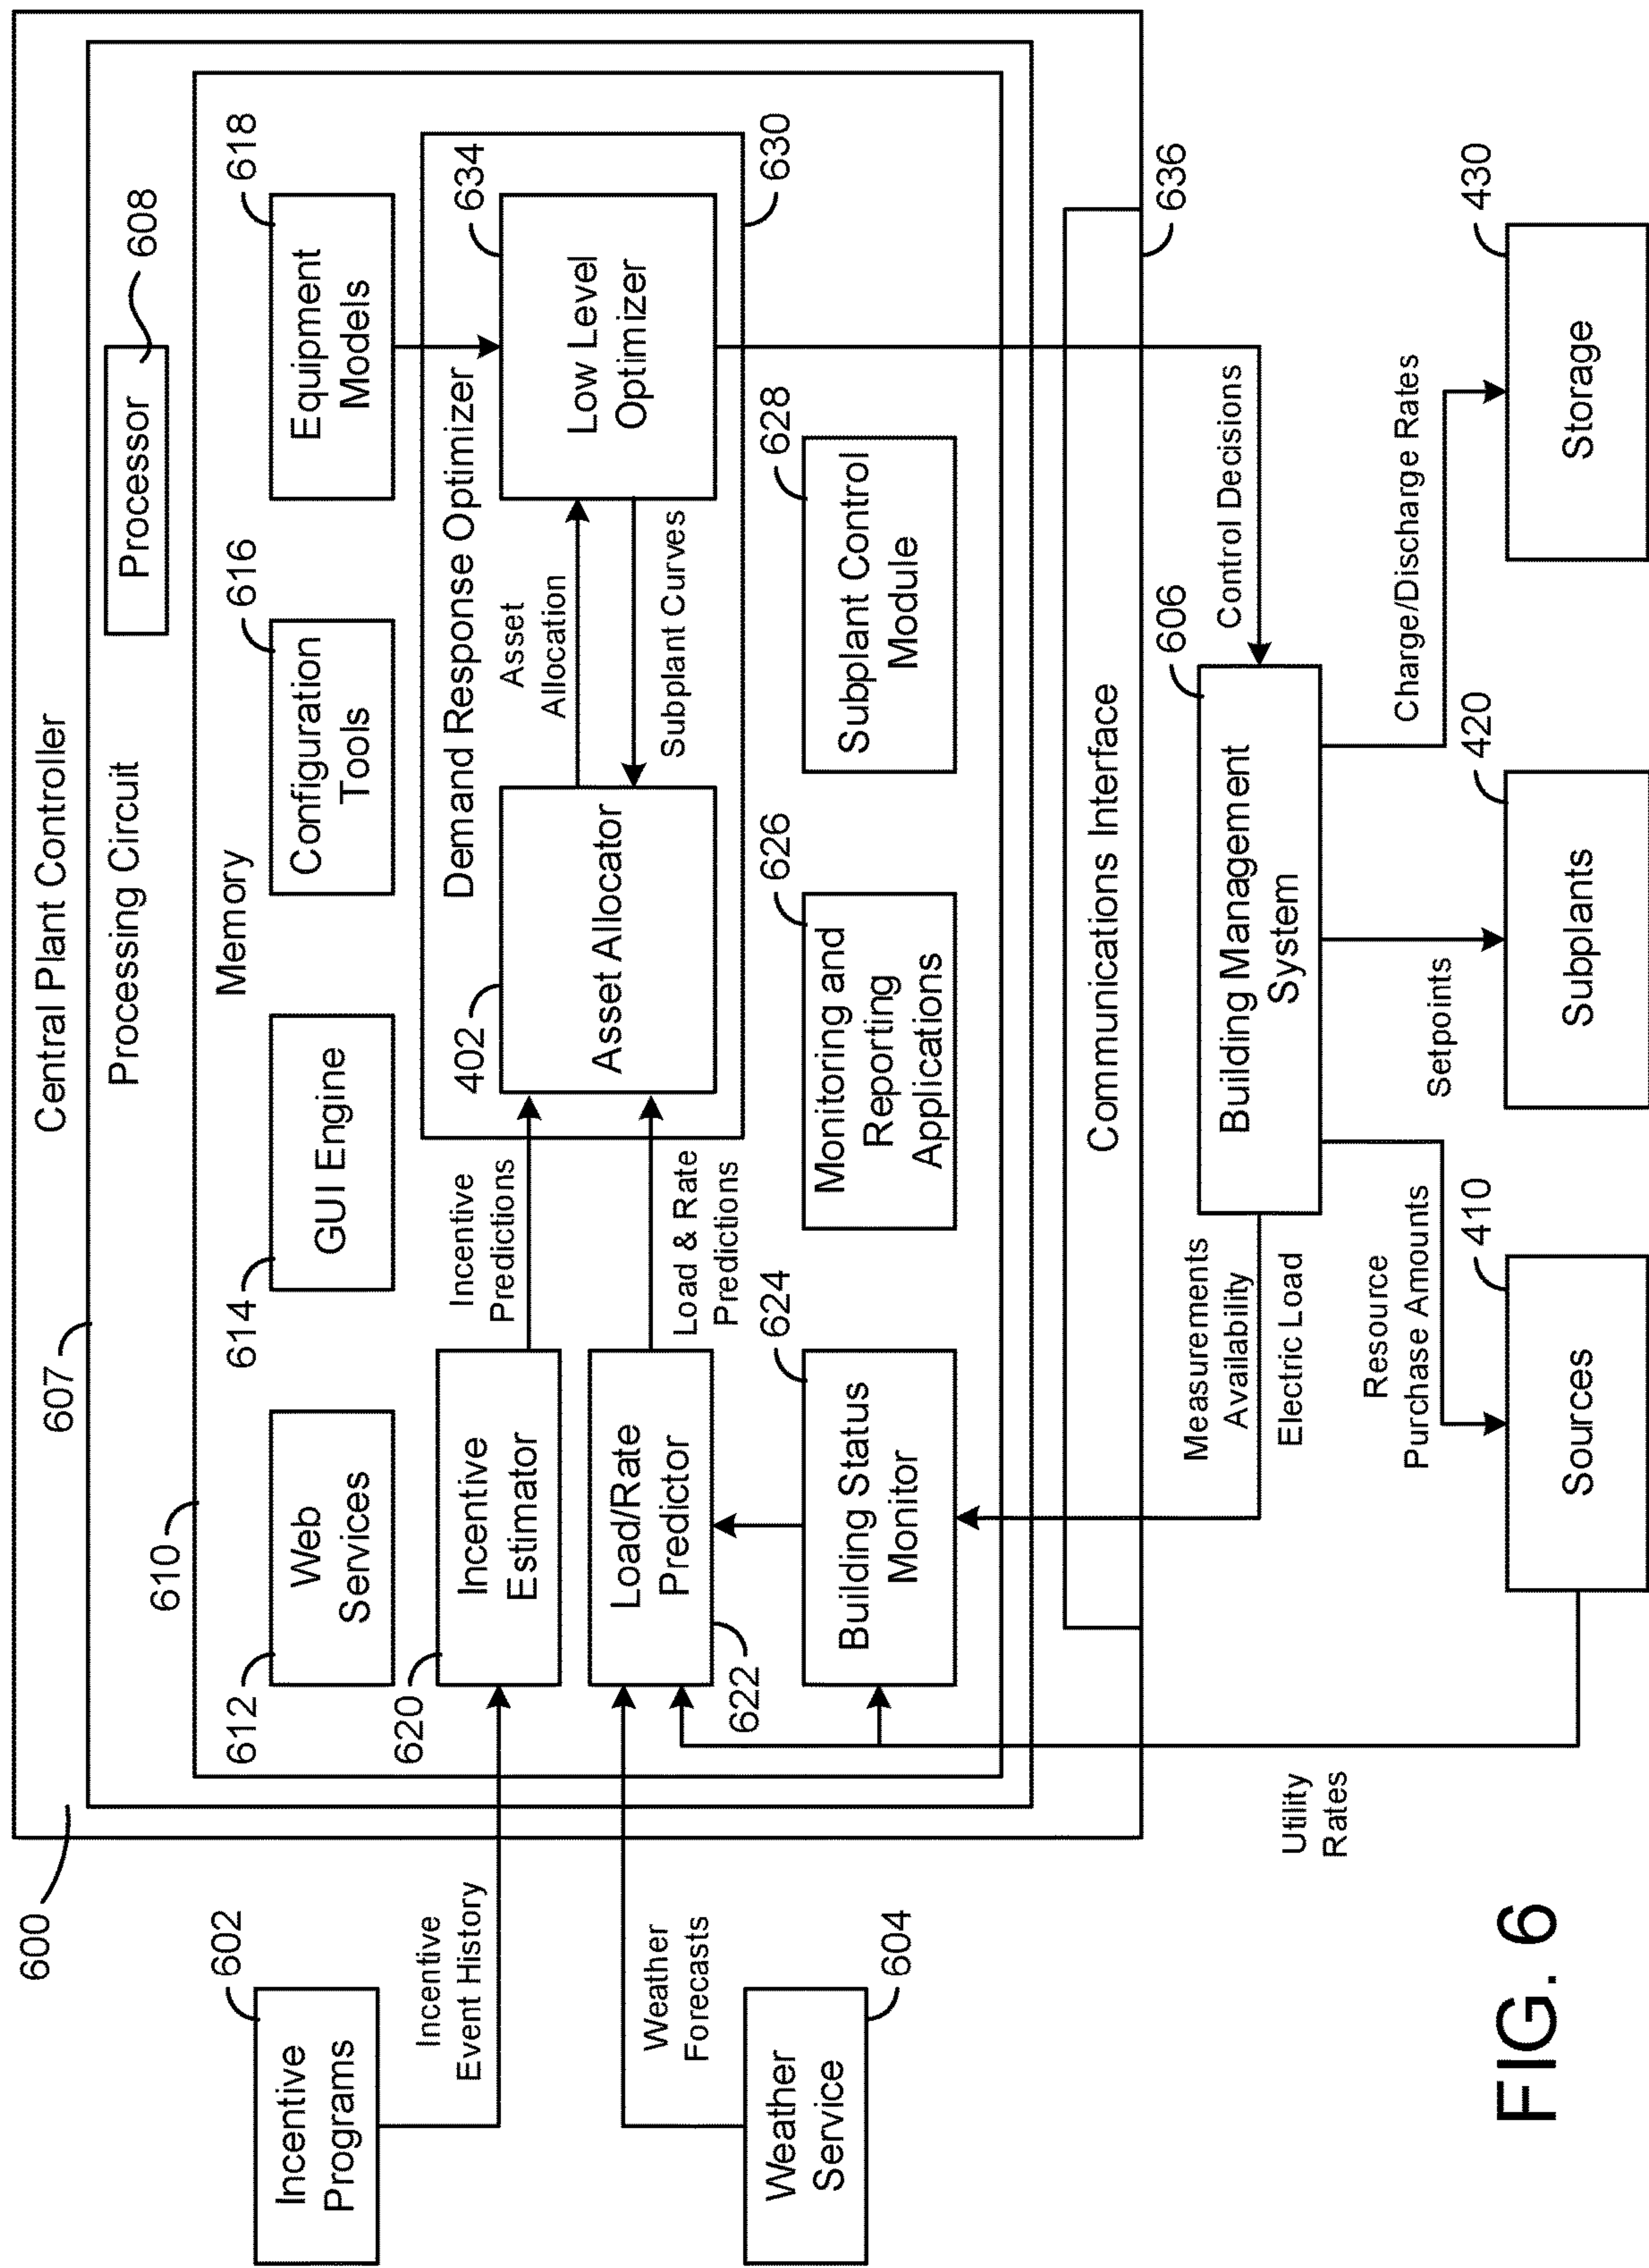 600
Central Plant Controller
607
Processing Circuit
Processor
608
610
Memory
612
Web
Services
614
GUI Engine
616
Configuration
Tools
618
Equipment
Models
602
Incentive
Programs
Incentive
Event History
620
Incentive
Estimator
Incentive
Predictions
Demand Response Optimizer
402
Asset Allocator
Asset
Allocation
Subplant Curves
634
Low Level
Optimizer
630
Weather
Forecasts
Weather
Service
604
Load/Rate
Predictor
622
Load & Rate
Predictions
624
Building Status
Monitor
626
Monitoring and
Reporting
Applications
628
Subplant Control
Module
Communications Interface
636
Utility
Rates
Measurements
Availability
Electric Load
606
Building Management
System
Control Decisions
Resource
Purchase Amounts
Setpoints
Charge/Discharge Rates
410
Sources
420
Subplants
430
Storage
FIG. 6